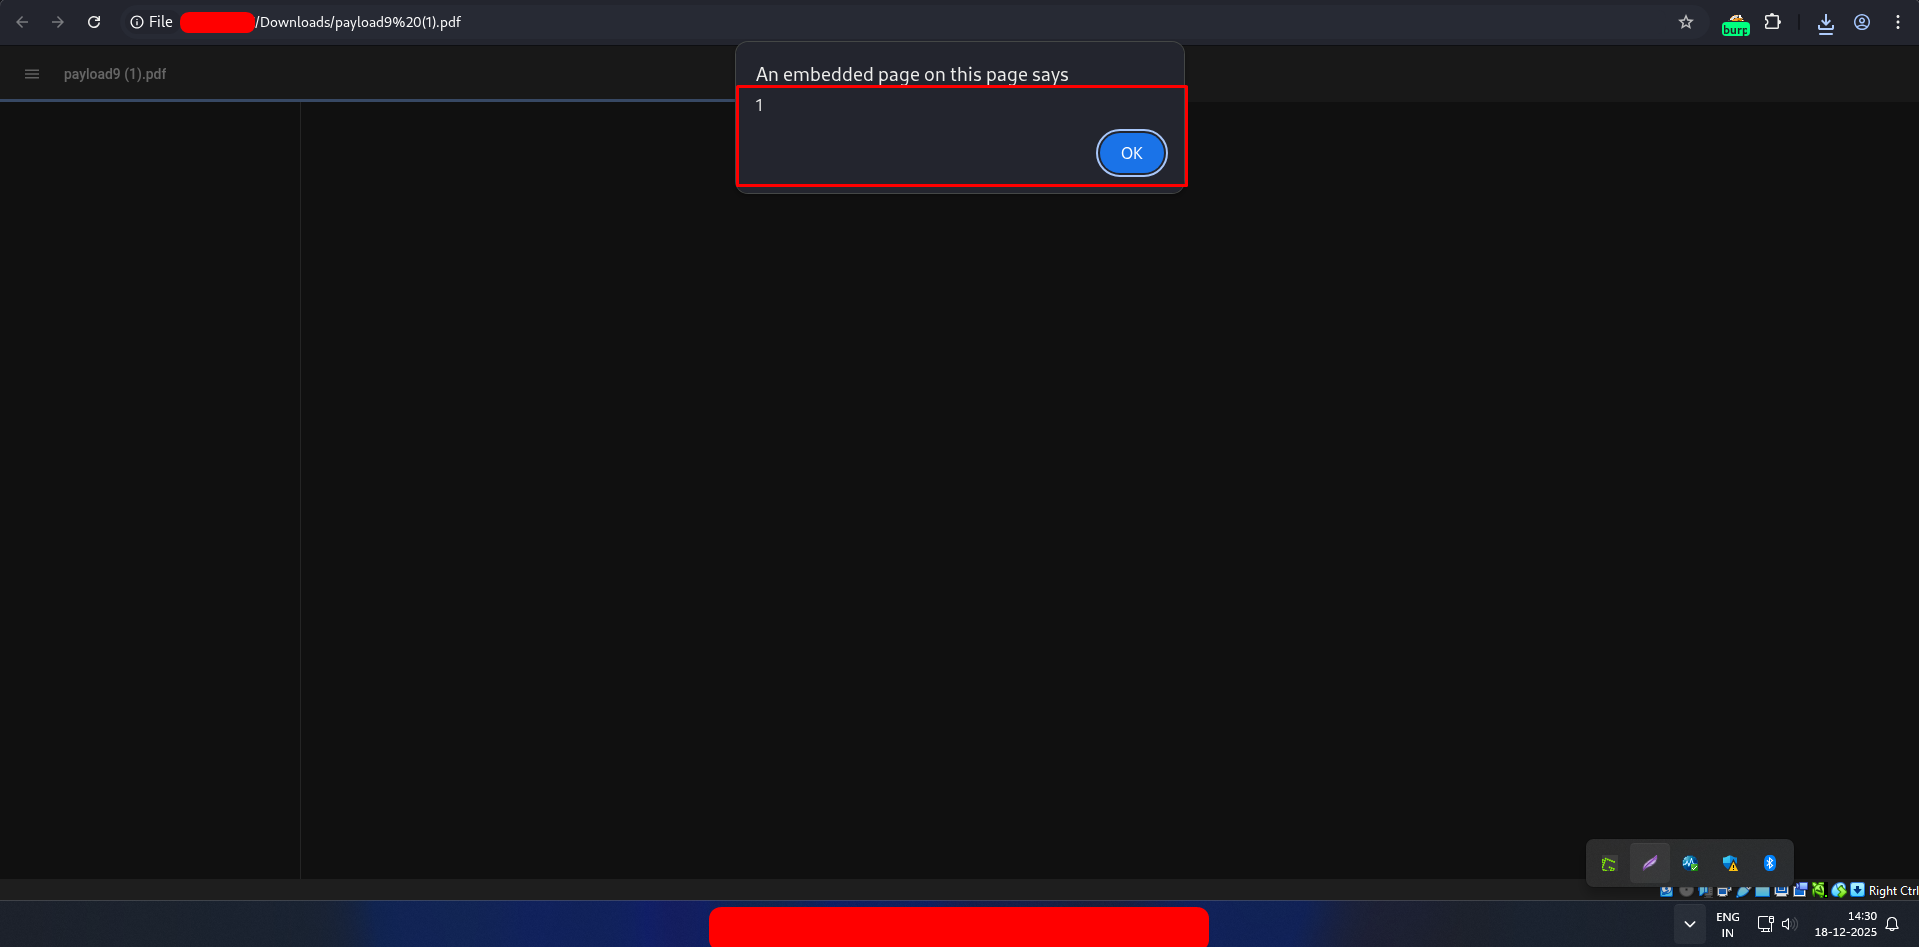 File /Downloads/payload9%20(1).pdf
burp
payload9 (1).pdf
An embedded page on this page says
1
OK
Right Ctrl
ENG
IN
14:30
18-12-2025